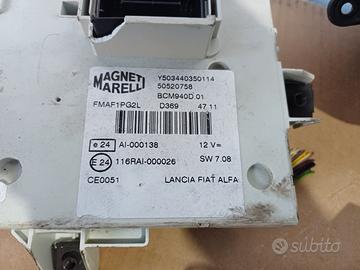 MAGNETI
MARELLI
Y503440350114
50520758
BCM940D.01
FMAF1PG2L D369 47.11
e 24 AI-000138 12 V=
E 24 116RAI-000026 SW 7.08
CE0051 LANCIA FIAT ALFA
subito